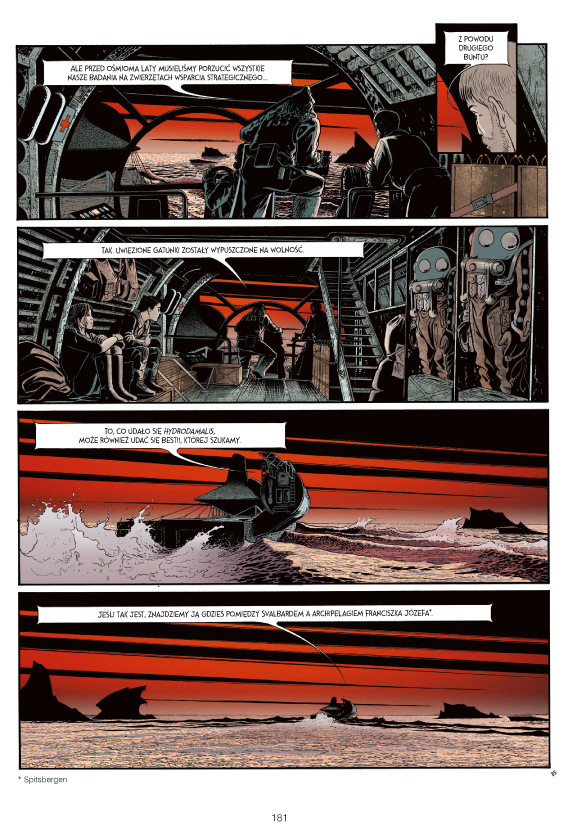 ALE PRZED OŚMIOMA LATY MUSIELIŚMY PORZUCIĆ WSZYSTKIE
NASZE BADANIA NA ZWIERZĘTACH WSPARCIA STRATEGICZNEGO...
Z POWODU
DRUGIEGO
BUNTU?
TAK. UWIĘZIONE GATUNKI ZOSTAŁY WYPUSZCZONE NA WOLNOŚĆ.
TO, CO UDAŁO SIĘ HYDRODAMALIS,
MOŻE RÓWNIEŻ UDAĆ SIĘ BESTII, KTÓREJ SZUKAMY.
JEŚLI TAK JEST, ZNAJDZIEMY JĄ GDZIEŚ POMIĘDZY SVALBARDEM A ARCHIPELAGIEM FRANCISZKA JÓZEFA*.
* Spitsbergen
181